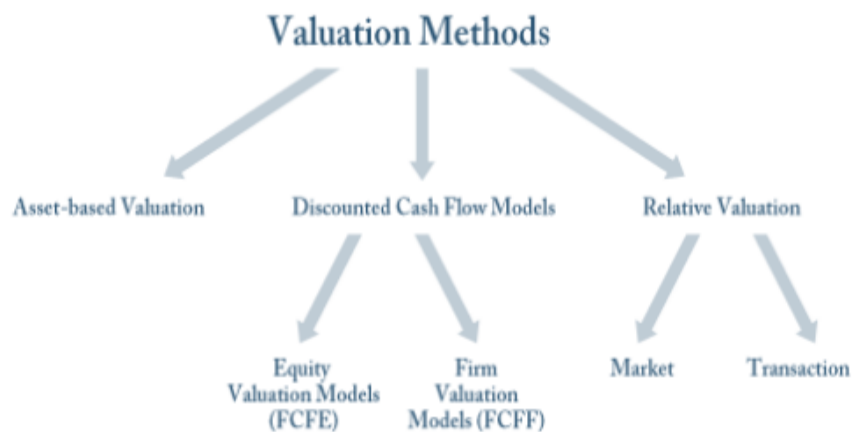 Valuation Methods
Asset-based Valuation
Discounted Cash Flow Models
Relative Valuation
Equity
Valuation Models
(FCFE)
Firm
Valuation
Models (FCFF)
Market
Transaction